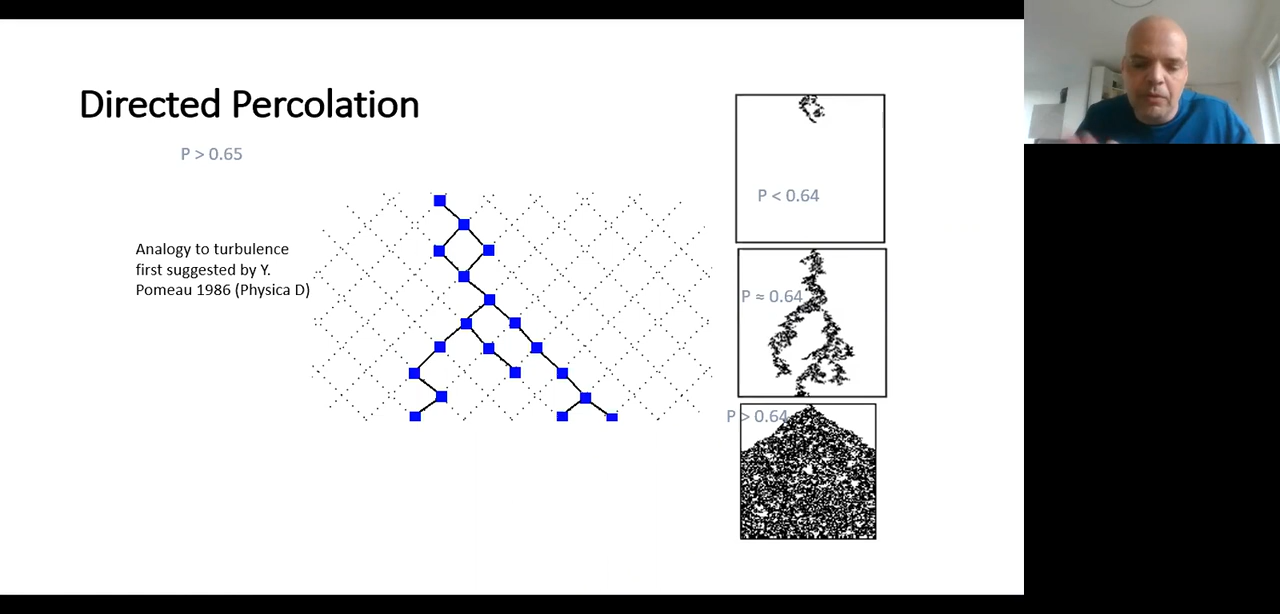 Directed Percolation
P > 0.65
Analogy to turbulence
first suggested by Y.
Pomeau 1986 (Physica D)
P < 0.64
P ≈ 0.64
P > 0.64